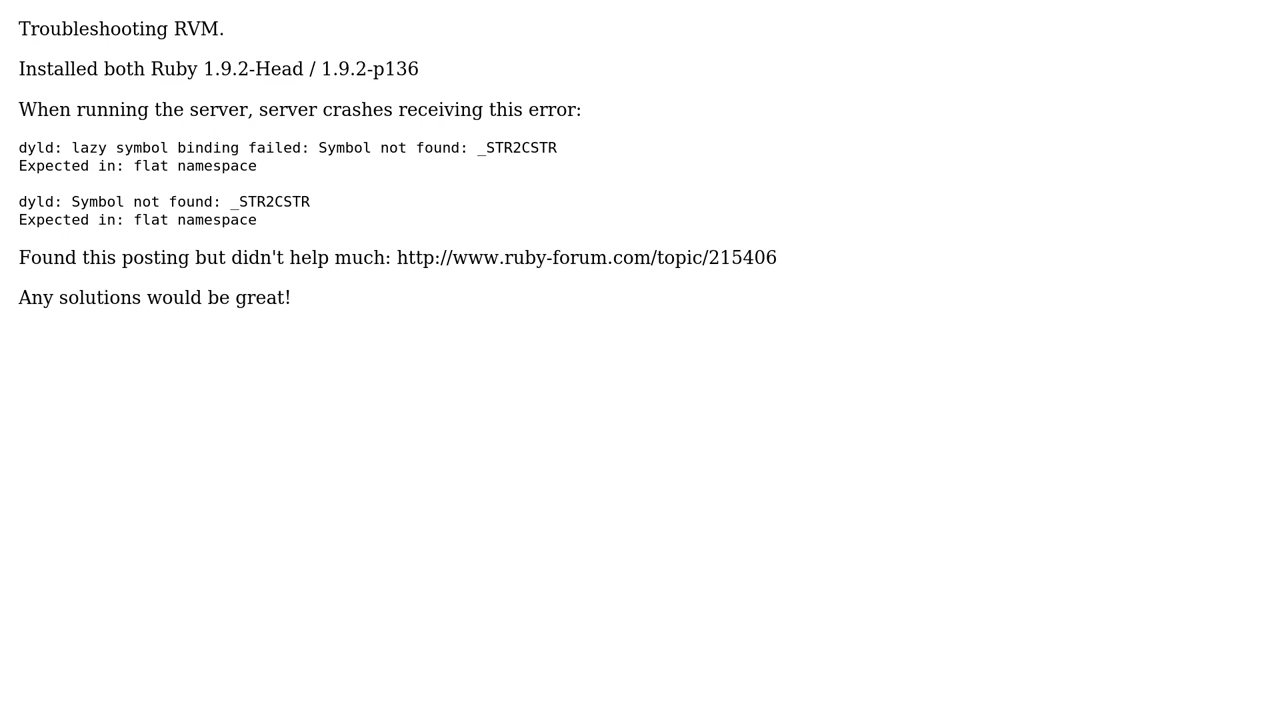 Troubleshooting RVM.
Installed both Ruby 1.9.2-Head / 1.9.2-p136
When running the server, server crashes receiving this error:
dyld: lazy symbol binding failed: Symbol not found: _STR2CSTR
Expected in: flat namespace
dyld: Symbol not found: _STR2CSTR
Expected in: flat namespace
Found this posting but didn't help much: http://www.ruby-forum.com/topic/215406
Any solutions would be great!